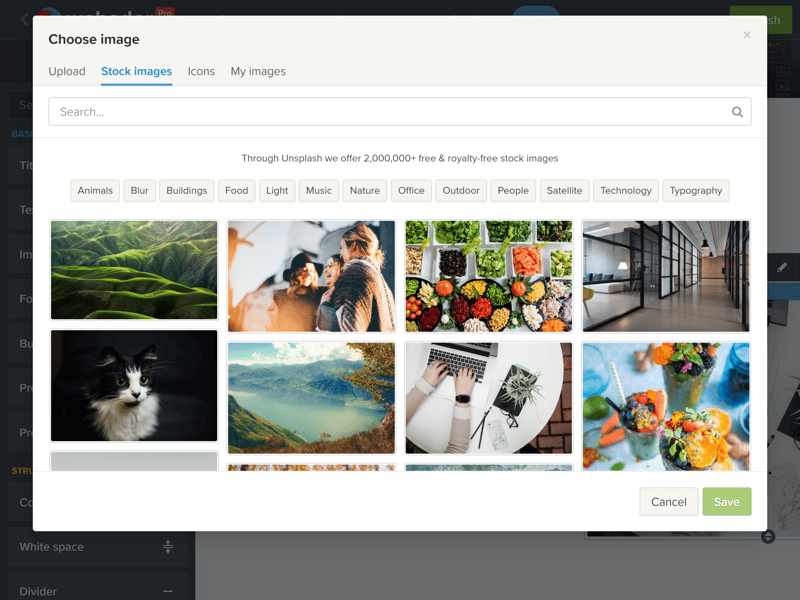 Pro
Choose image
×
Upload
Stock images
Icons
My images
Search...
Through Unsplash we offer 2,000,000+ free & royalty-free stock images
Animals
Blur
Buildings
Food
Light
Music
Nature
Office
Outdoor
People
Satellite
Technology
Typography
Cancel
Save
White space
Divider